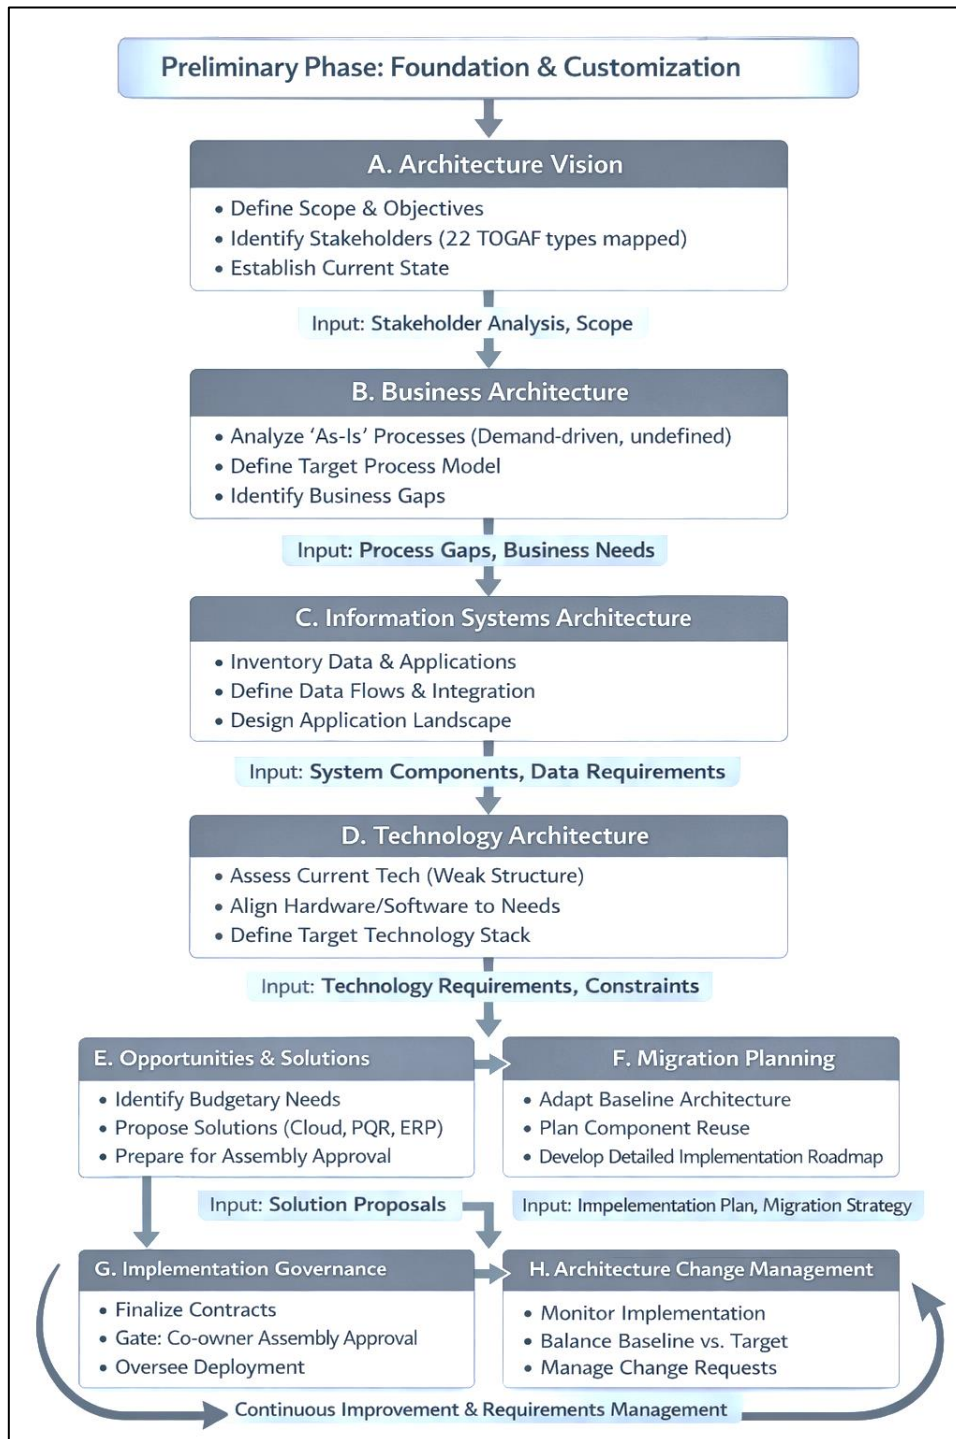 Preliminary Phase: Foundation & Customization
A. Architecture Vision
• Define Scope & Objectives
• Identify Stakeholders (22 TOGAF types mapped)
• Establish Current State
Input: Stakeholder Analysis, Scope
B. Business Architecture
• Analyze ‘As-Is’ Processes (Demand-driven, undefined)
• Define Target Process Model
• Identify Business Gaps
Input: Process Gaps, Business Needs
C. Information Systems Architecture
• Inventory Data & Applications
• Define Data Flows & Integration
• Design Application Landscape
Input: System Components, Data Requirements
D. Technology Architecture
• Assess Current Tech (Weak Structure)
• Align Hardware/Software to Needs
• Define Target Technology Stack
Input: Technology Requirements, Constraints
E. Opportunities & Solutions
• Identify Budgetary Needs
• Propose Solutions (Cloud, PQR, ERP)
• Prepare for Assembly Approval
F. Migration Planning
• Adapt Baseline Architecture
• Plan Component Reuse
• Develop Detailed Implementation Roadmap
Input: Solution Proposals
Input: Imnpelementation Plan, Migration Strategy
G. Implementation Governance
• Finalize Contracts
• Gate: Co-owner Assembly Approval
• Oversee Deployment
H. Architecture Change Management
• Monitor Implementation
• Balance Baseline vs. Target
• Manage Change Requests
Continuous Improvement & Requirements Management